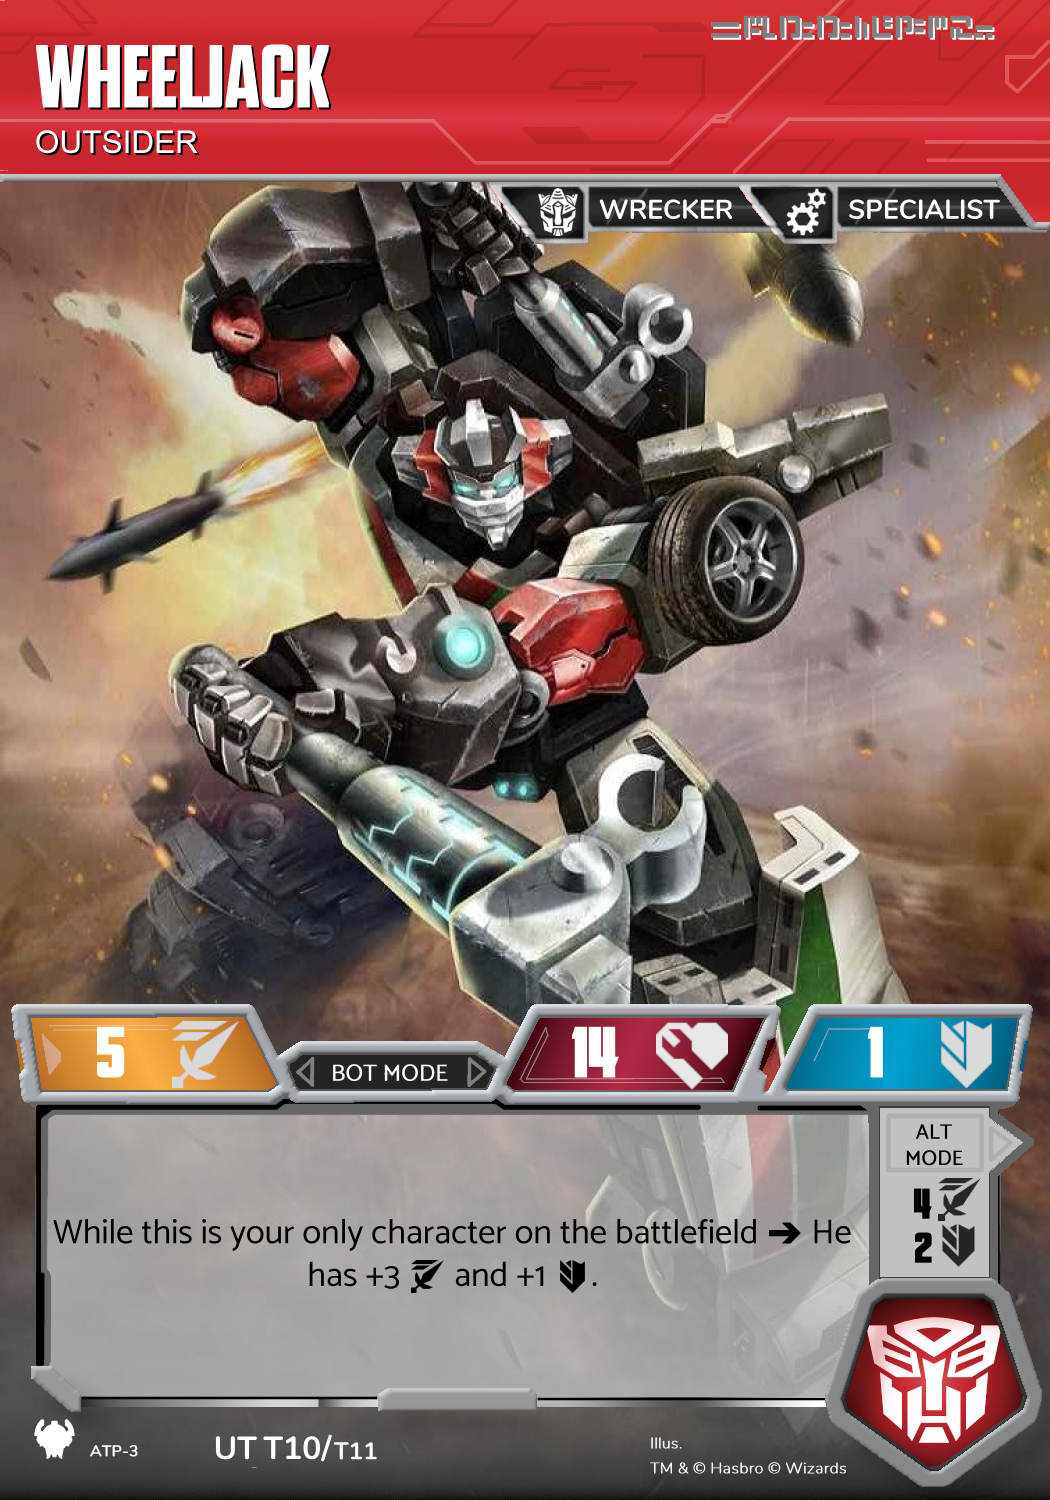 WHEELJACK
OUTSIDER
WRECKER
SPECIALIST
5
BOT MODE
14
1
ALT
MODE
4
2
While this is your only character on the battlefield ➔ He
has +3 and +1 .
ATP-3
UT T10/T11
Illus.
TM & © Hasbro © Wizards